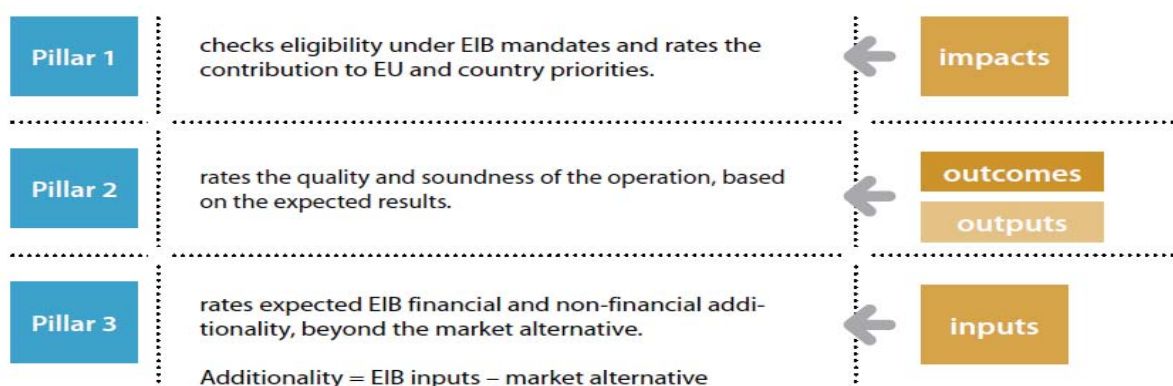 Pillar 1
checks eligibility under EIB mandates and rates the
contribution to EU and country priorities.
impacts
Pillar 2
rates the quality and soundness of the operation, based
on the expected results.
outcomes
outputs
Pillar 3
rates expected EIB financial and non-financial addi-
tionality, beyond the market alternative.
Additionality = EIB inputs – market alternative
inputs